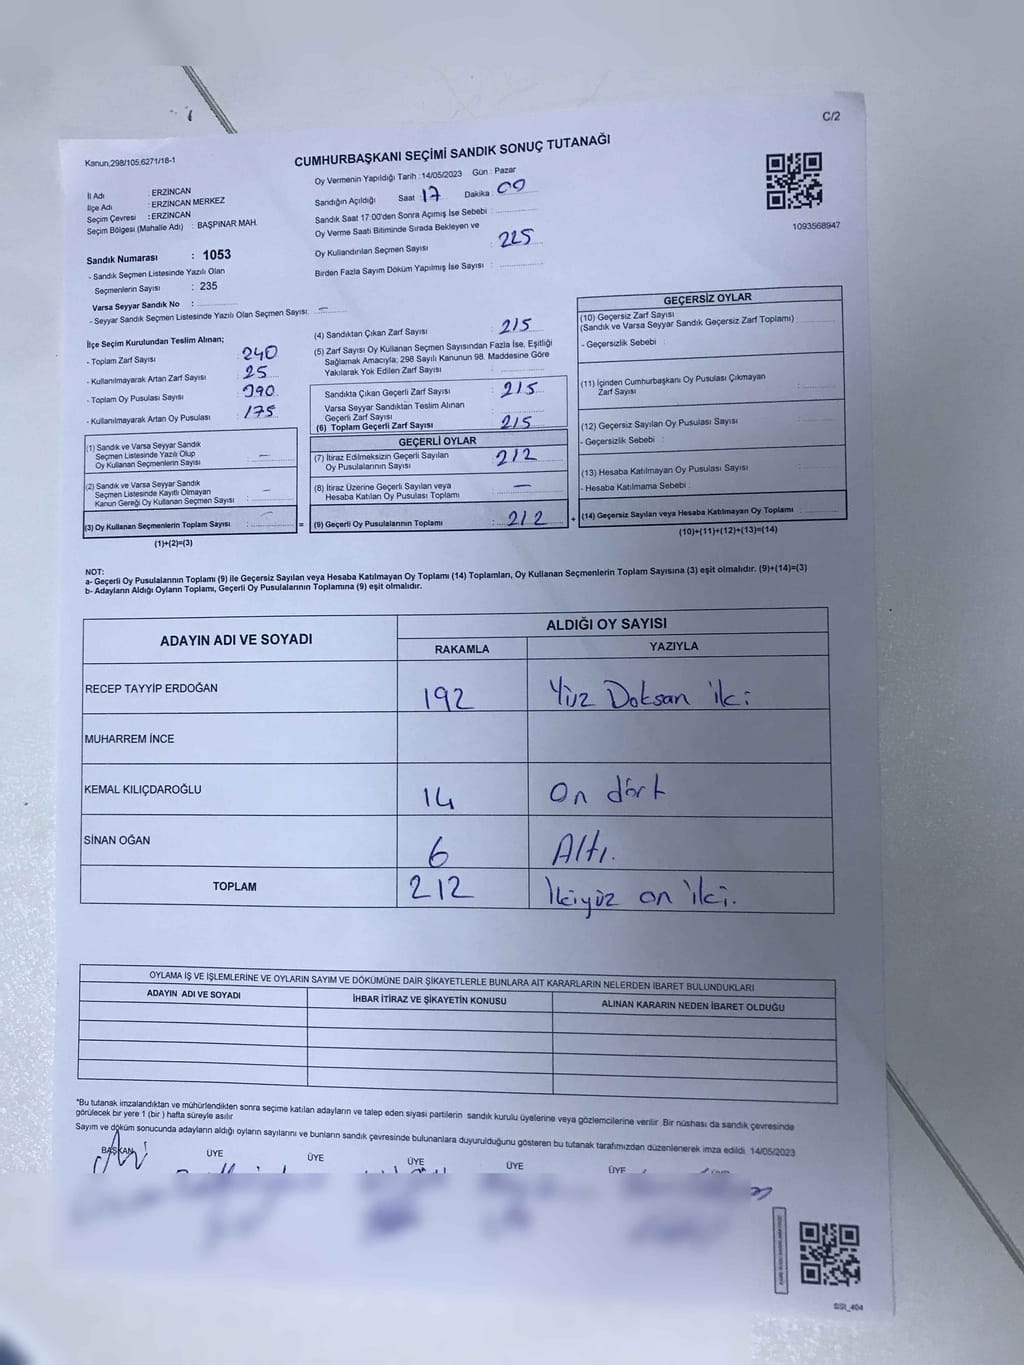 C/2
Kanun;298/105;6271/18-1
CUMHURBAŞKANI SEÇİMİ SANDIK SONUÇ TUTANAĞI
1093568947
İl Adı : ERZİNCAN
İlçe Adı : ERZİNCAN MERKEZ
Seçim Çevresi : ERZİNCAN
Seçim Bölgesi (Mahalle Adı) : BAŞPINAR MAH.
Sandık Numarası : 1053
- Sandık Seçmen Listesinde Yazılı Olan
Seçmenlerin Sayısı : 235
Varsa Seyyar Sandık No :
- Seyyar Sandık Seçmen Listesinde Yazılı Olan Seçmen Sayısı: –
Oy Vermenin Yapıldığı Tarih : 14/05/2023 Gün : Pazar
Sandığın Açıldığı Saat 17 Dakika 00
Sandık Saat 17.00'den Sonra Açımış İse Sebebi :
Oy Verme Saati Bitiminde Sırada Bekleyen ve
Oy Kullandırılan Seçmen Sayısı : 225
Birden Fazla Sayım Döküm Yapılmış İse Sayısı :
İlçe Seçim Kurulundan Teslim Alınan;
- Toplam Zarf Sayısı : 240
- Kullanılmayarak Artan Zarf Sayısı : 25
- Toplam Oy Pusulası Sayısı : 390
- Kullanılmayarak Artan Oy Pusulası : 175
(1) Sandık ve Varsa Seyyar Sandık
Seçmen Listesinde Yazılı Olup
Oy Kullanan Seçmenlerin Sayısı : –
(2) Sandık ve Varsa Seyyar Sandık
Seçmen Listesinde Kayıtlı Olmayan
Kanun Gereği Oy Kullanan Seçmen Sayısı : –
(3) Oy Kullanan Seçmenlerin Toplam Sayısı : –
(1)+(2)=(3)
=
(4) Sandıktan Çıkan Zarf Sayısı : 215
(5) Zarf Sayısı Oy Kullanan Seçmen Sayısından Fazla İse, Eşitliği
Sağlamak Amacıyla; 298 Sayılı Kanunun 98. Maddesine Göre
Yakılarak Yok Edilen Zarf Sayısı :
Sandıkta Çıkan Geçerli Zarf Sayısı : 215
Varsa Seyyar Sandıktan Teslim Alınan
Geçerli Zarf Sayısı :
(6) Toplam Geçerli Zarf Sayısı : 215
GEÇERLİ OYLAR
(7) İtiraz Edilmeksizin Geçerli Sayılan
Oy Pusulalarının Sayısı : 212
(8) İtiraz Üzerine Geçerli Sayılan veya
Hesaba Katılan Oy Pusulası Toplamı : –
(9) Geçerli Oy Pusulalarının Toplamı : 212
+
GEÇERSİZ OYLAR
(10) Geçersiz Zarf Sayısı
(Sandık ve Varsa Seyyar Sandık Geçersiz Zarf Toplamı) :
- Geçersizlik Sebebi :
(11) İçinden Cumhurbaşkanı Oy Pusulası Çıkmayan
Zarf Sayısı :
(12) Geçersiz Sayılan Oy Pusulası Sayısı :
- Geçersizlik Sebebi :
(13) Hesaba Katılmayan Oy Pusulası Sayısı :
- Hesaba Katılmama Sebebi :
(14) Geçersiz Sayılan veya Hesaba Katılmayan Oy Toplamı :
(10)+(11)+(12)+(13)=(14)
NOT:
a- Geçerli Oy Pusulalarının Toplamı (9) ile Geçersiz Sayılan veya Hesaba Katılmayan Oy Toplamı (14) Toplamları, Oy Kullanan Seçmenlerin Toplam Sayısına (3) eşit olmalıdır. (9)+(14)=(3)
b- Adayların Aldığı Oyların Toplamı, Geçerli Oy Pusulalarının Toplamına (9) eşit olmalıdır.
ADAYIN ADI VE SOYADI
ALDIĞI OY SAYISI
RAKAMLA YAZIYLA
RECEP TAYYİP ERDOĞAN 192 Yüz Doksan iki
MUHARREM İNCE
KEMAL KILIÇDAROĞLU 14 On dört
SİNAN OĞAN 6 Altı.
TOPLAM 212 İkiyüz on iki.
OYLAMA İŞ VE İŞLEMLERİNE VE OYLARIN SAYIM VE DÖKÜMÜNE DAİR ŞİKAYETLERLE BUNLARA AİT KARARLARIN NELERDEN İBARET BULUNDUKLARI
ADAYIN ADI VE SOYADI İHBAR İTİRAZ VE ŞİKAYETİN KONUSU ALINAN KARARIN NEDEN İBARET OLDUĞU
*Bu tutanak imzalandıktan ve mühürlendikten sonra seçime katılan adayların ve talep eden siyasi partilerin sandık kurulu üyelerine veya gözlemcilerine verilir. Bir nüshası da sandık çevresinde
görülecek bir yere 1 (bir) hafta süreyle asılır.
Sayım ve döküm sonucunda adayların aldığı oyların sayılarını ve bunların sandık çevresinde bulunanlara duyurulduğunu gösteren bu tutanak tarafımızdan düzenlenerek imza edildi. 14/05/2023
BAŞKAN ÜYE ÜYE ÜYE ÜYE ÜYE
SSI_404